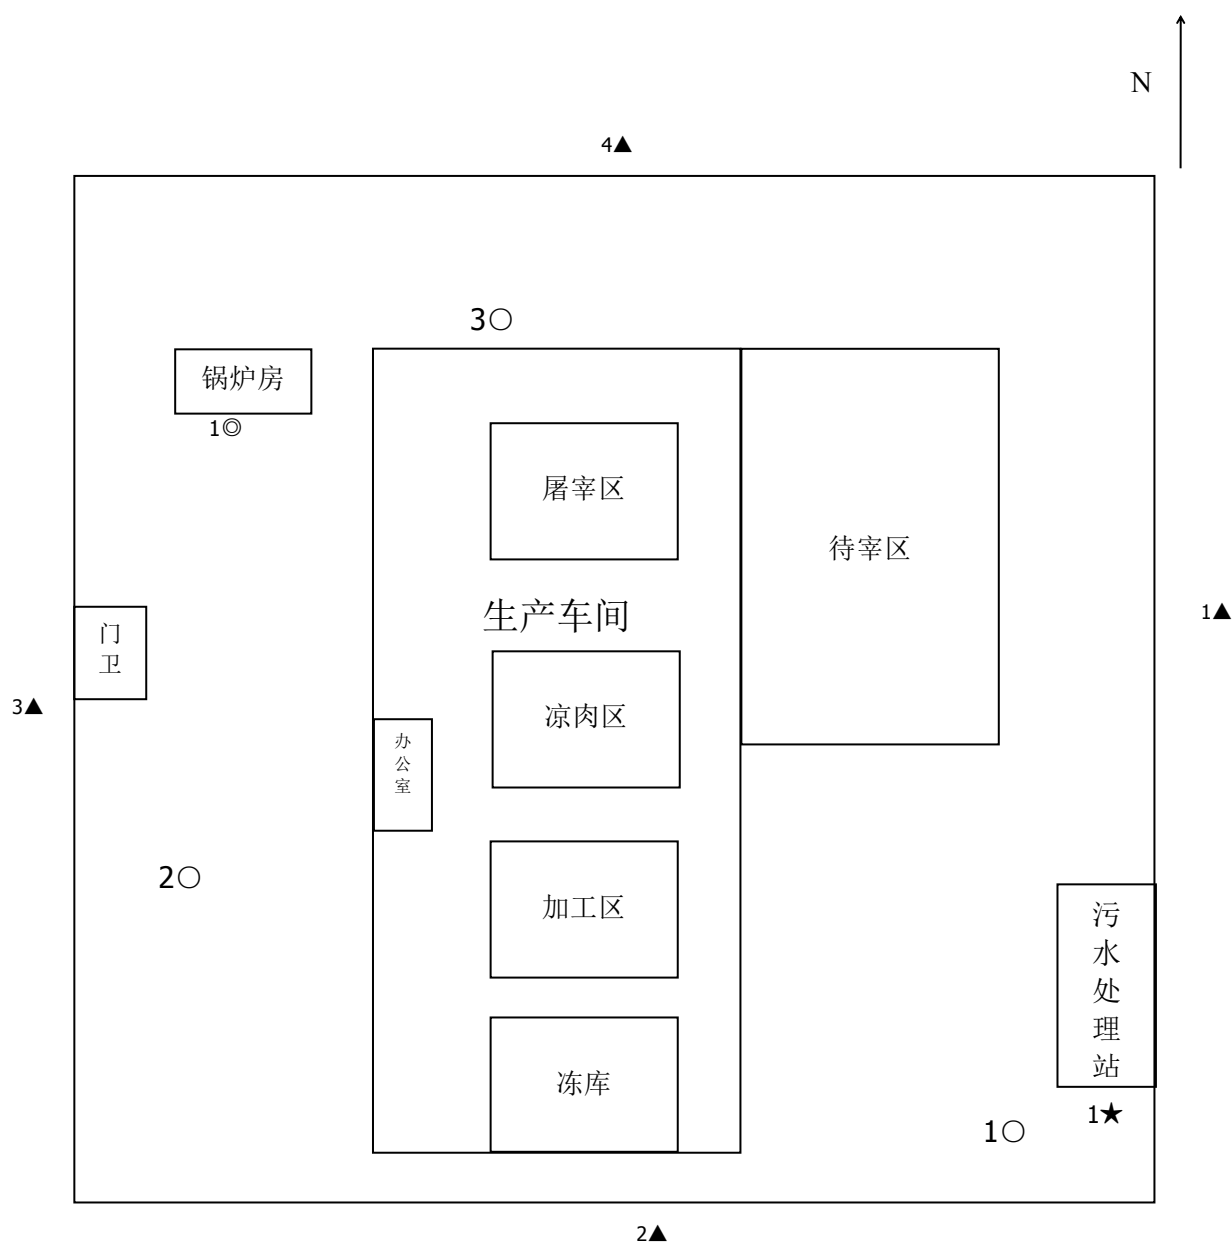 N
4▲
3○
锅炉房
1◎
屠宰区
待宰区
生产车间
1▲
门
卫
3▲
凉肉区
办
公
室
2○
加工区
污
水
处
理
站
冻库
1★
1○
2▲